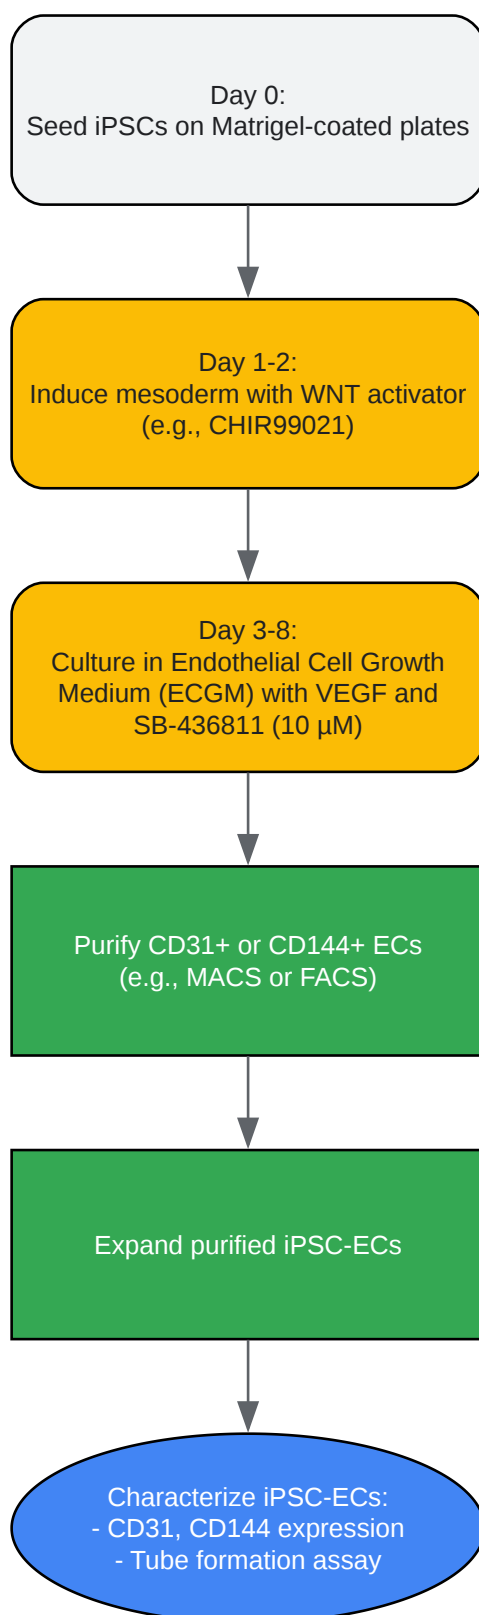 Day 0:
Seed iPSCs on Matrigel-coated plates
Day 1-2:
Induce mesoderm with WNT activator
(e.g., CHIR99021)
Day 3-8:
Culture in Endothelial Cell Growth
Medium (ECGM) with VEGF and
SB-436811 (10 µM)
Purify CD31+ or CD144+ ECs
(e.g., MACS or FACS)
Expand purified iPSC-ECs
Characterize iPSC-ECs:
- CD31, CD144 expression
- Tube formation assay